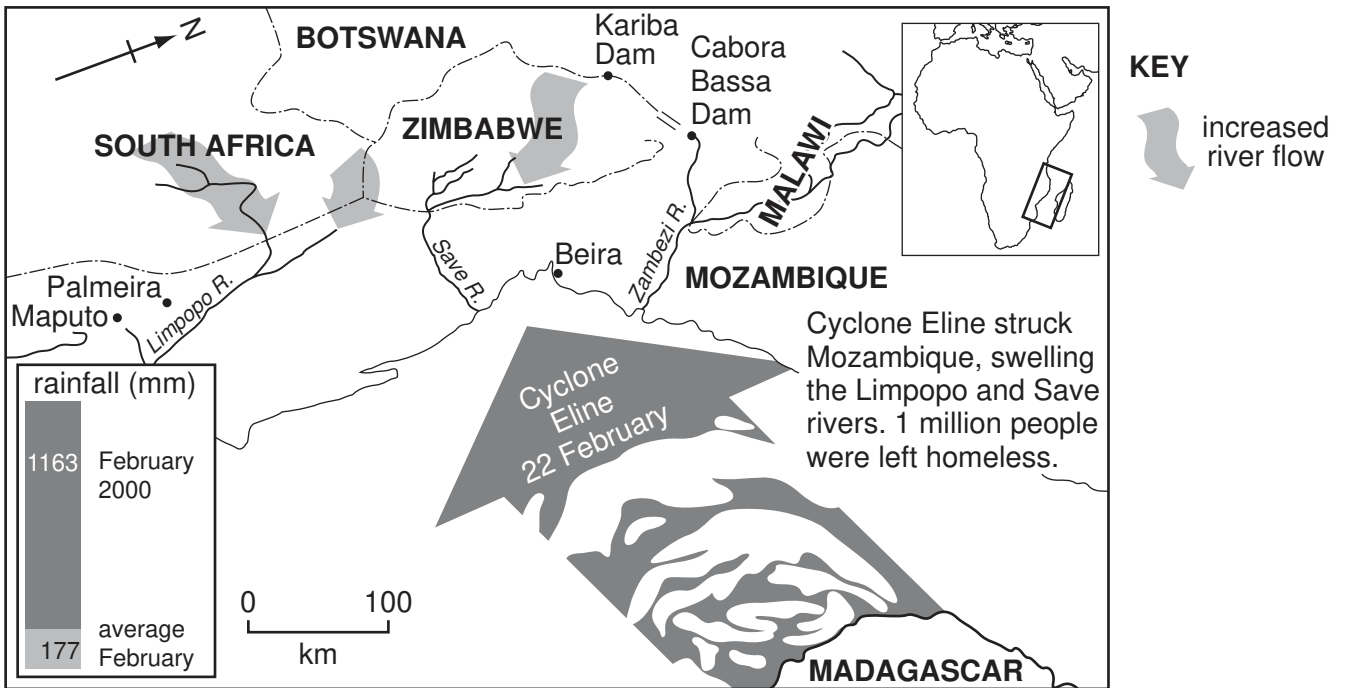 N
BOTSWANA
Kariba
Dam
Cabora
Bassa
Dam
SOUTH AFRICA
ZIMBABWE
MALAWI
Palmeira
Maputo
Limpopo R.
Save R.
Beira
Zambezi R.
MOZAMBIQUE
Cyclone Eline struck
Mozambique, swelling
the Limpopo and Save
rivers. 1 million people
were left homeless.
Cyclone
Eline
22 February
rainfall (mm)
1163
February
2000
177
average
February
0 100
km
MADAGASCAR
KEY
increased
river flow